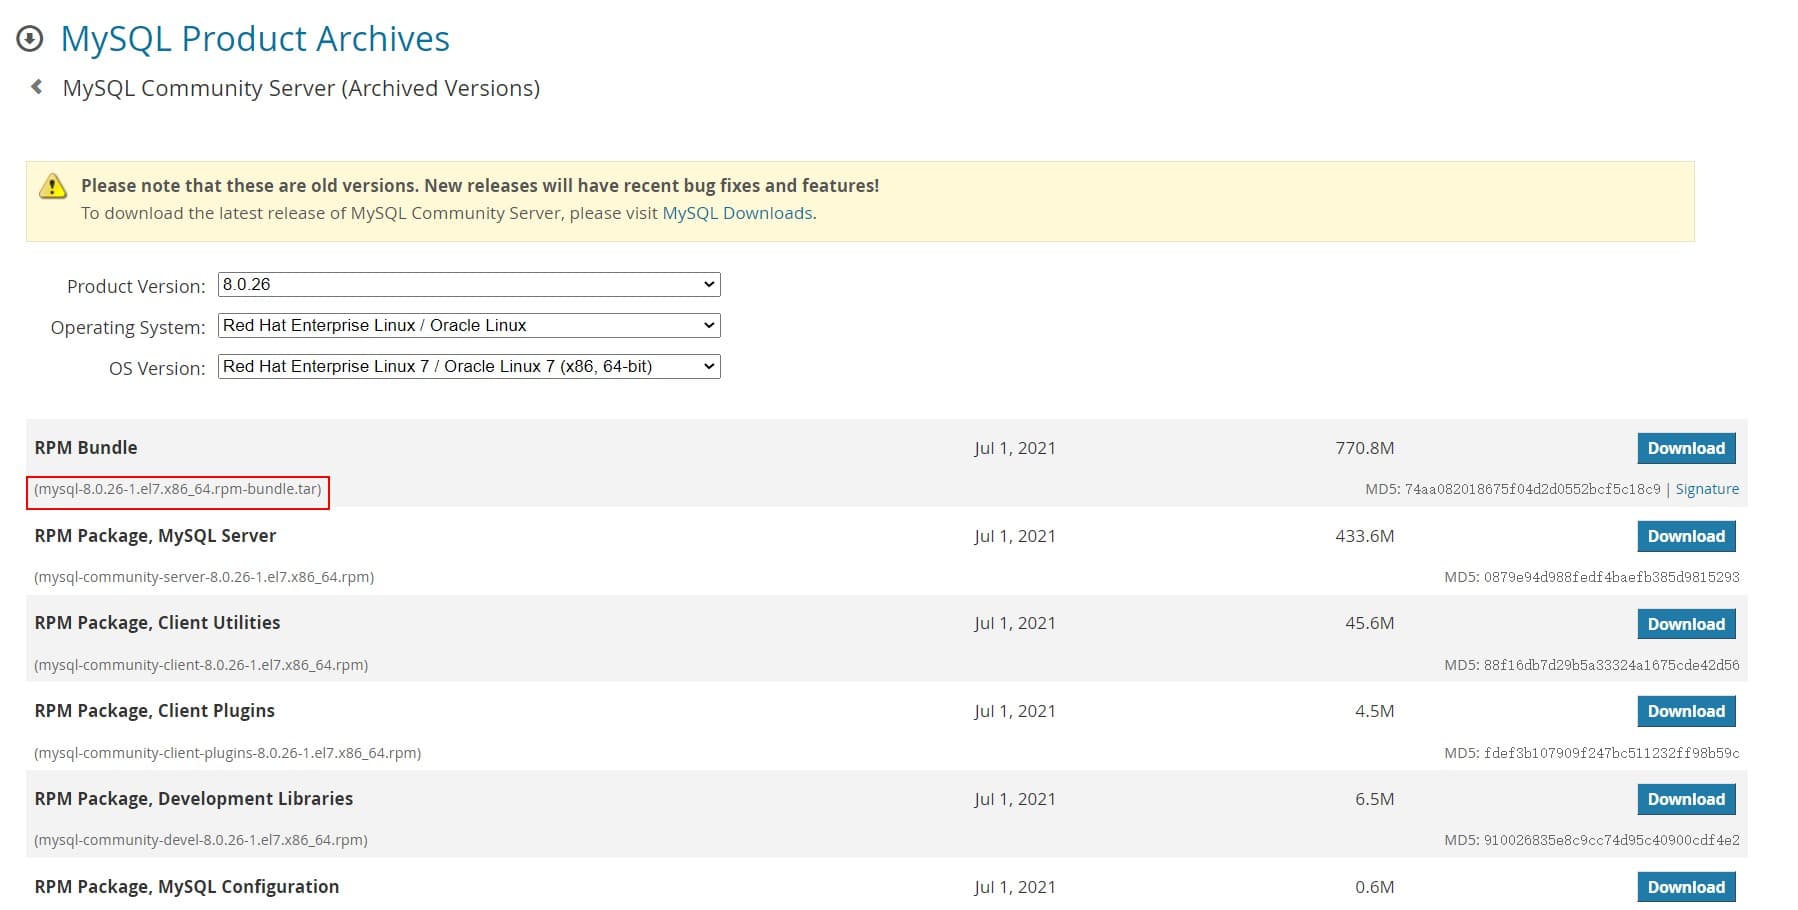 MySQL Product Archives
MySQL Community Server (Archived Versions)
Please note that these are old versions. New releases will have recent bug fixes and features!
To download the latest release of MySQL Community Server, please visit MySQL Downloads.
Product Version: 8.0.26
Operating System: Red Hat Enterprise Linux / Oracle Linux
OS Version: Red Hat Enterprise Linux 7 / Oracle Linux 7 (x86, 64-bit)
RPM Bundle Jul 1, 2021 770.8M Download
(mysql-8.0.26-1.el7.x86_64.rpm-bundle.tar) MD5: 74aa082018675f04d2d0552bcf5c18c9 | Signature
RPM Package, MySQL Server Jul 1, 2021 433.6M Download
(mysql-community-server-8.0.26-1.el7.x86_64.rpm) MD5: 0879e94d988fedf4baefb385d9815293
RPM Package, Client Utilities Jul 1, 2021 45.6M Download
(mysql-community-client-8.0.26-1.el7.x86_64.rpm) MD5: 88f16db7d29b5a33324a1675cde42d56
RPM Package, Client Plugins Jul 1, 2021 4.5M Download
(mysql-community-client-plugins-8.0.26-1.el7.x86_64.rpm) MD5: fdef3b107909f247bc511232ff98b59c
RPM Package, Development Libraries Jul 1, 2021 6.5M Download
(mysql-community-devel-8.0.26-1.el7.x86_64.rpm) MD5: 910026835e8c9cc74d95c40900cdf4e2
RPM Package, MySQL Configuration Jul 1, 2021 0.6M Download